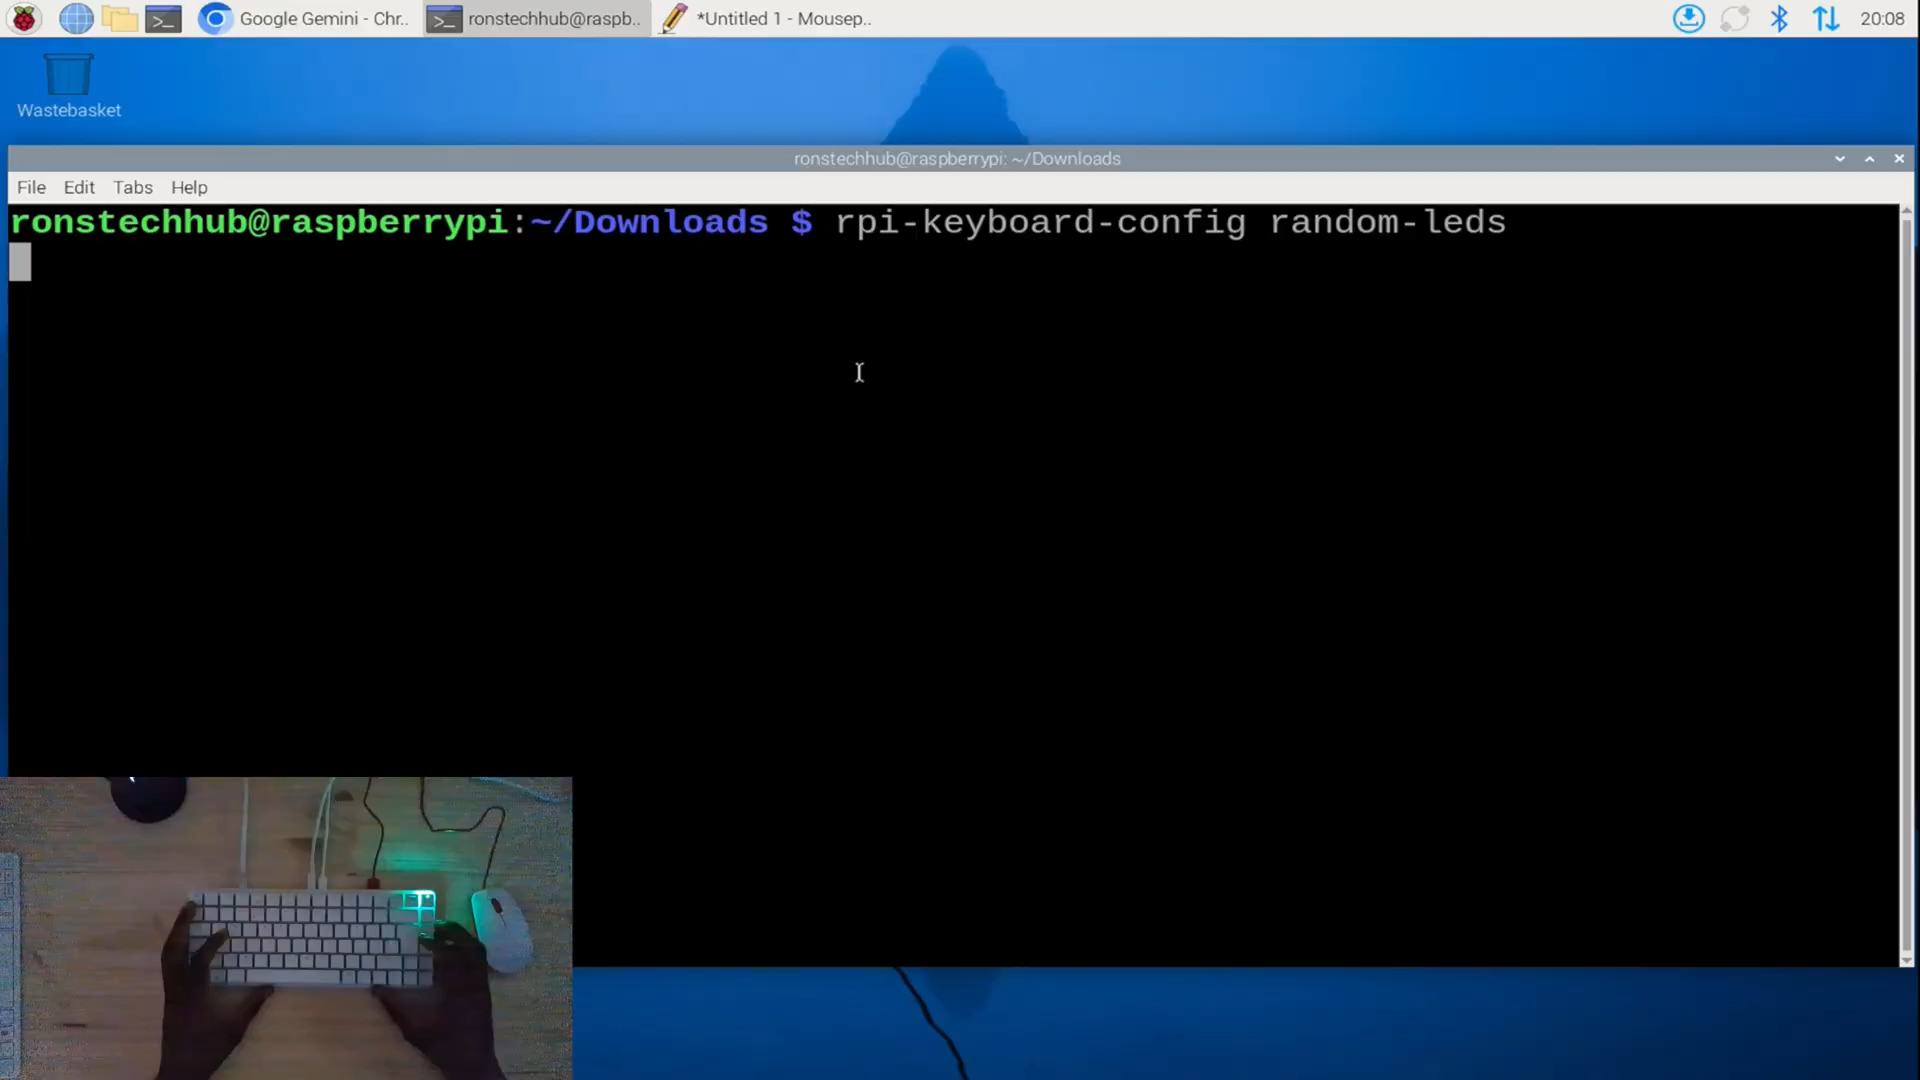 Google Gemini - Chr..
ronstechhub@raspb..
*Untitled 1 - Mousep..
20:08
Wastebasket
ronstechhub@raspberrypi: ~/Downloads
File Edit Tabs Help
ronstechhub@raspberrypi:~/Downloads $ rpi-keyboard-config random-leds